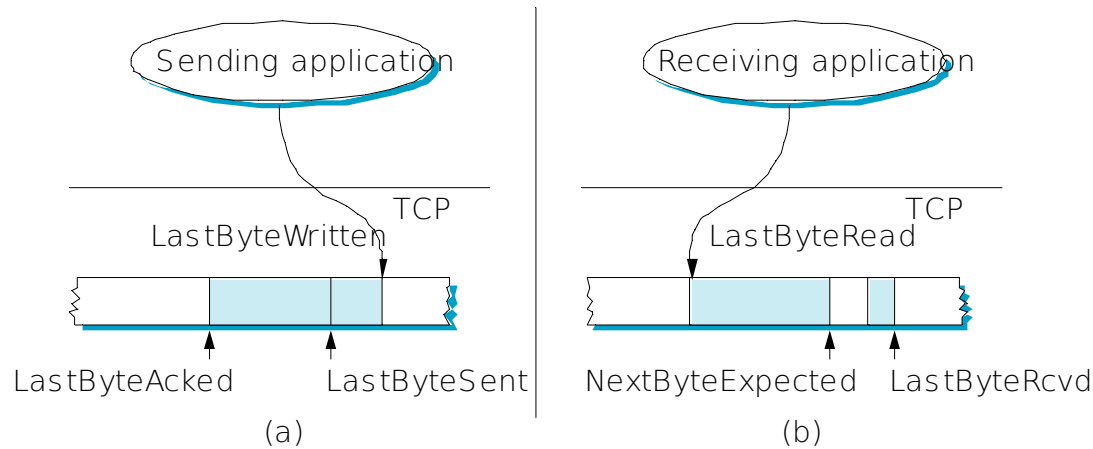 Sending application
TCP
LastByteWritten
LastByteAcked
LastByteSent
(a)
Receiving application
TCP
LastByteRead
NextByteExpected
LastByteRcvd
(b)